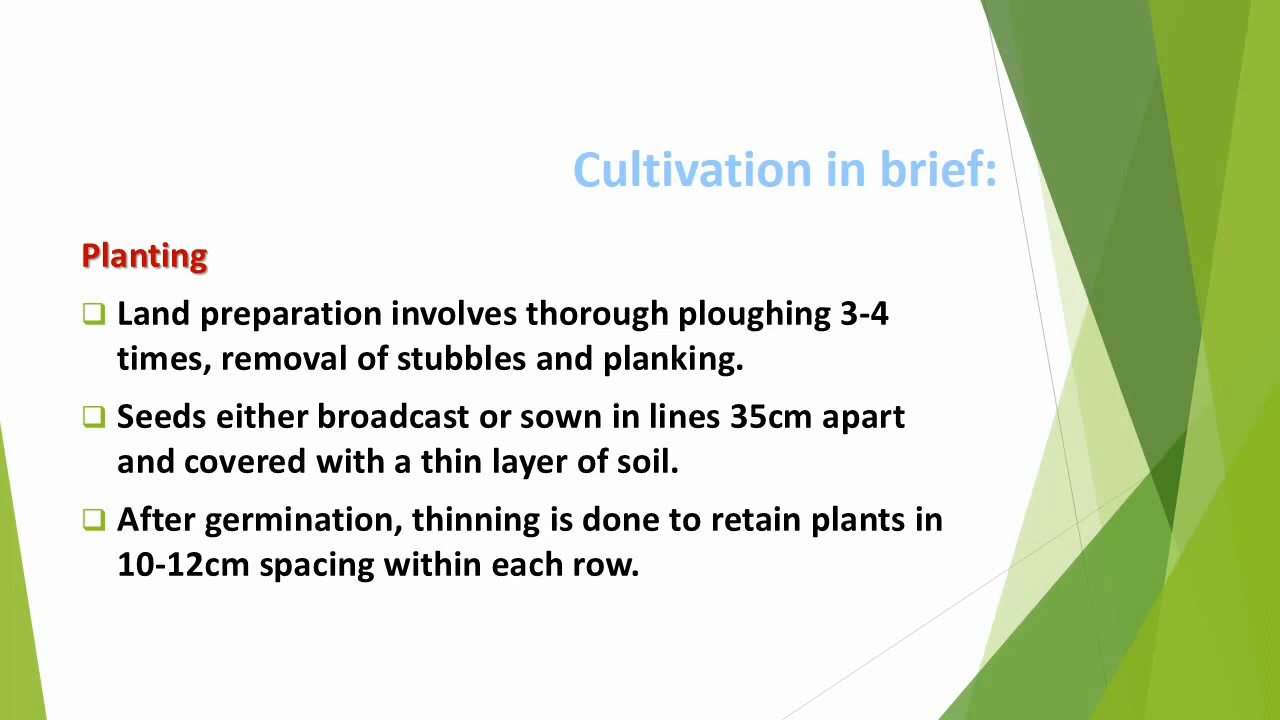 Cultivation in brief:
Planting
Land preparation involves thorough ploughing 3-4
times, removal of stubbles and planking.
Seeds either broadcast or sown in lines 35cm apart
and covered with a thin layer of soil.
After germination, thinning is done to retain plants in
10-12cm spacing within each row.